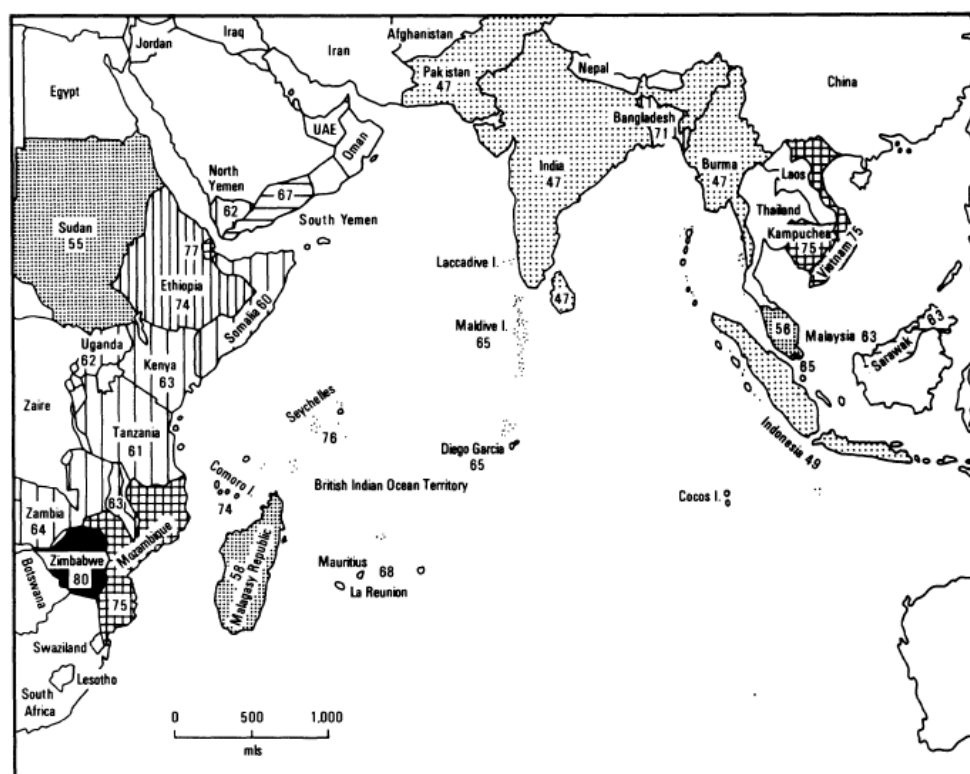 Iraq
Jordan
Iran
Afghanistan
Egypt
Pakistan
47
Nepal
China
UAE
Oman
Bangladesh
71
India
47
Burma
47
Laos
North
Yemen
62
67
South Yemen
Thailand
Kampuchea
75
Vietnam 75
Sudan
55
77
Ethiopia
74
Somalia 60
Laccadive I.
47
Maldive I.
65
56
Malaysia 63
65
63
Sarawak
Uganda
62
Kenya
63
Zaire
Tanzania
61
Seychelles
76
Diego Garcia
65
Indonesia 49
British Indian Ocean Territory
Comoro I.
74
Cocos I.
63
Zambia
64
Mozambique
75
Zimbabwe
80
Botswana
58
Malagasy Republic
Mauritius
68
La Reunion
Swaziland
Lesotho
South
Africa
0 500 1,000
mls